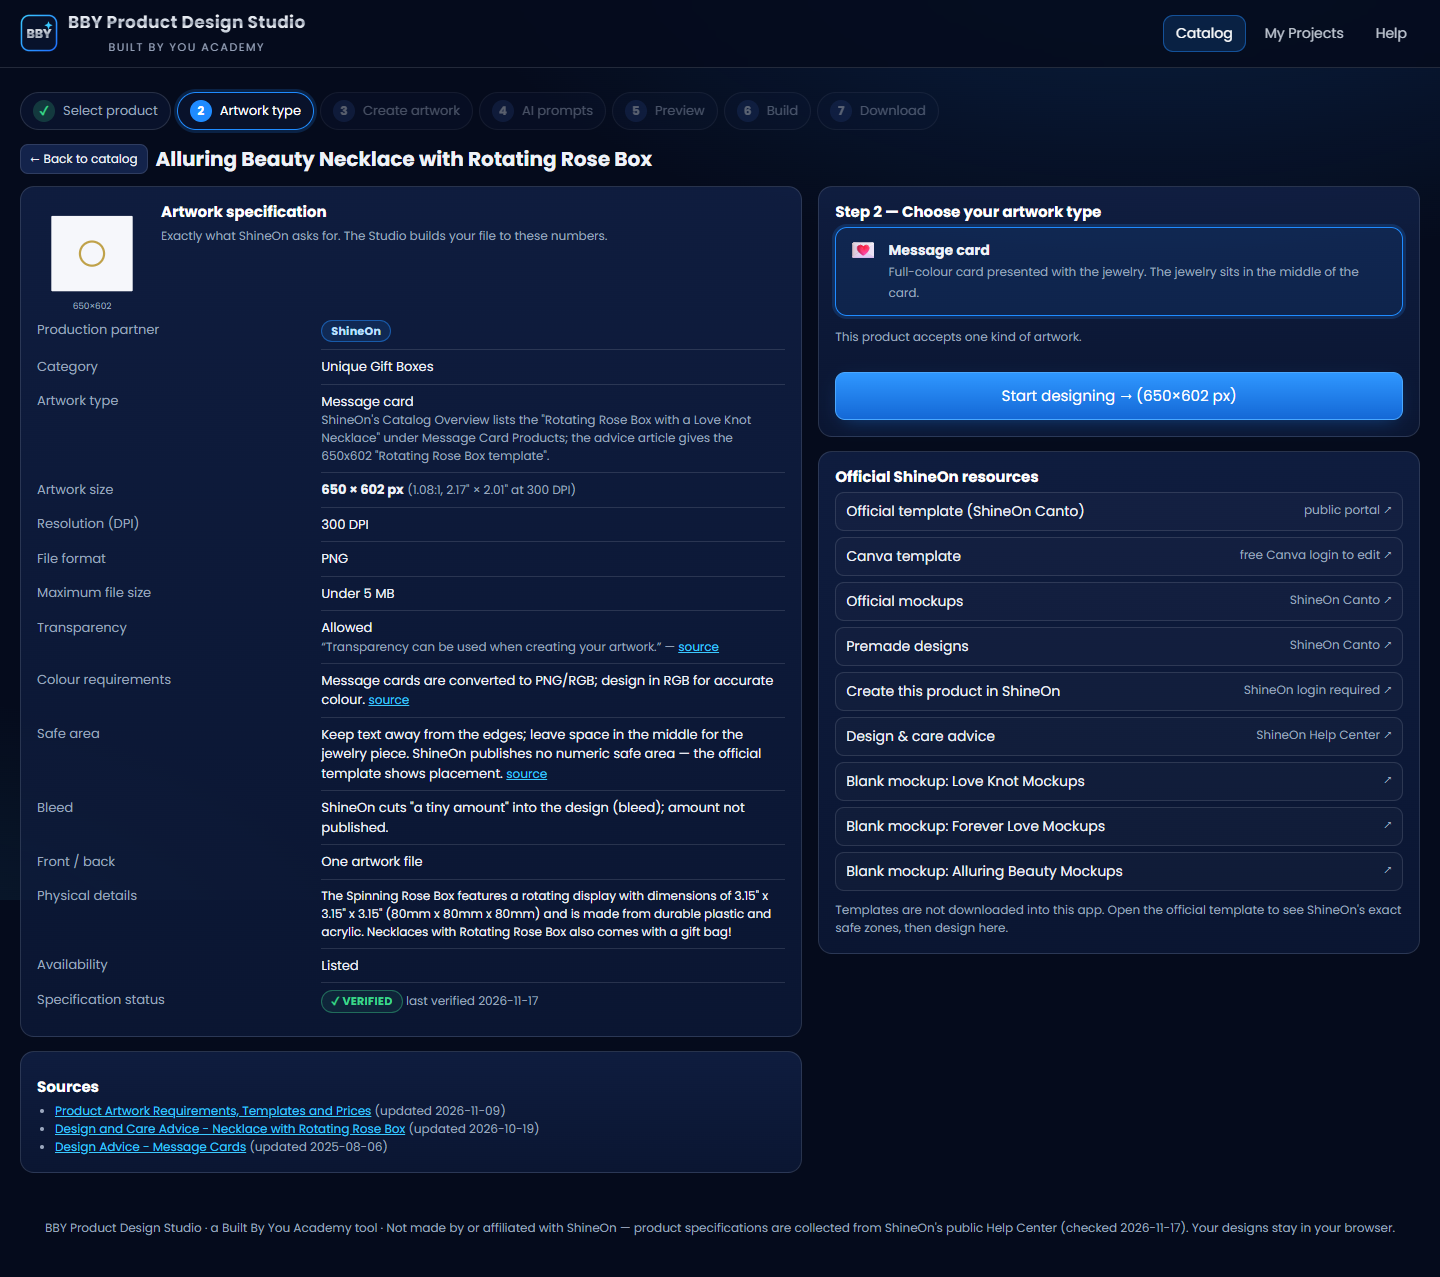 BBY
BBY Product Design Studio
BUILT BY YOU ACADEMY
Catalog
My Projects
Help
✓ Select product
2 Artwork type
3 Create artwork
4 AI prompts
5 Preview
6 Build
7 Download
← Back to catalog
Alluring Beauty Necklace with Rotating Rose Box
650×602
Artwork specification
Exactly what ShineOn asks for. The Studio builds your file to these numbers.
Production partner
ShineOn
Category
Unique Gift Boxes
Artwork type
Message card
ShineOn's Catalog Overview lists the "Rotating Rose Box with a Love Knot
Necklace" under Message Card Products; the advice article gives the
650x602 "Rotating Rose Box template".
Artwork size
650 × 602 px (1.08:1, 2.17" × 2.01" at 300 DPI)
Resolution (DPI)
300 DPI
File format
PNG
Maximum file size
Under 5 MB
Transparency
Allowed
“Transparency can be used when creating your artwork.” — source
Colour requirements
Message cards are converted to PNG/RGB; design in RGB for accurate
colour. source
Safe area
Keep text away from the edges; leave space in the middle for the
jewelry piece. ShineOn publishes no numeric safe area — the official
template shows placement. source
Bleed
ShineOn cuts "a tiny amount" into the design (bleed); amount not
published.
Front / back
One artwork file
Physical details
The Spinning Rose Box features a rotating display with dimensions of 3.15" x
3.15" x 3.15" (80mm x 80mm x 80mm) and is made from durable plastic and
acrylic. Necklaces with Rotating Rose Box also comes with a gift bag!
Availability
Listed
Specification status
✓ VERIFIED last verified 2026-11-17
Sources
• Product Artwork Requirements, Templates and Prices (updated 2026-11-09)
• Design and Care Advice - Necklace with Rotating Rose Box (updated 2026-10-19)
• Design Advice - Message Cards (updated 2025-08-06)
Step 2 — Choose your artwork type
Message card
Full-colour card presented with the jewelry. The jewelry sits in the middle of the
card.
This product accepts one kind of artwork.
Start designing → (650×602 px)
Official ShineOn resources
Official template (ShineOn Canto)
public portal ↗
Canva template
free Canva login to edit ↗
Official mockups
ShineOn Canto ↗
Premade designs
ShineOn Canto ↗
Create this product in ShineOn
ShineOn login required ↗
Design & care advice
ShineOn Help Center ↗
Blank mockup: Love Knot Mockups
↗
Blank mockup: Forever Love Mockups
↗
Blank mockup: Alluring Beauty Mockups
↗
Templates are not downloaded into this app. Open the official template to see ShineOn's exact
safe zones, then design here.
BBY Product Design Studio · a Built By You Academy tool · Not made by or affiliated with ShineOn — product specifications are collected from ShineOn's public Help Center (checked 2026-11-17). Your designs stay in your browser.